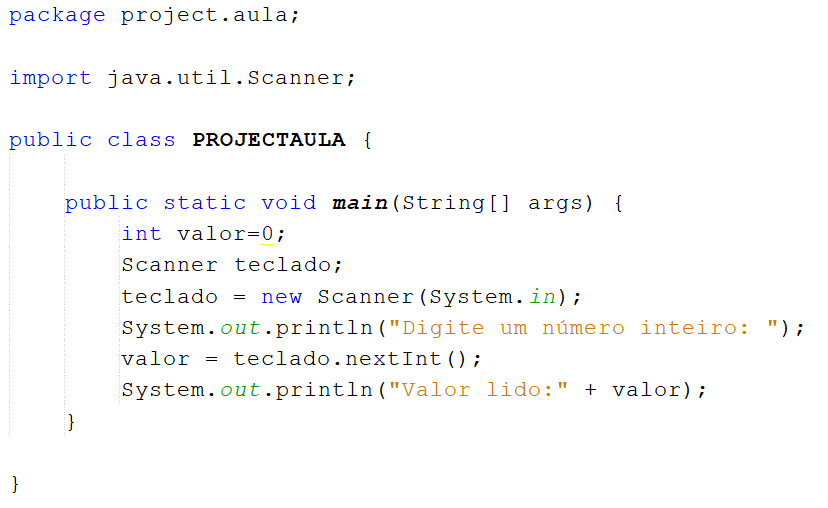 package project.aula;
import java.util.Scanner;
public class PROJECTAULA {
public static void main(String[] args) {
int valor=0;
Scanner teclado;
teclado = new Scanner(System.in);
System.out.println("Digite um número inteiro: ");
valor = teclado.nextInt();
System.out.println("Valor lido:" + valor);
}
}